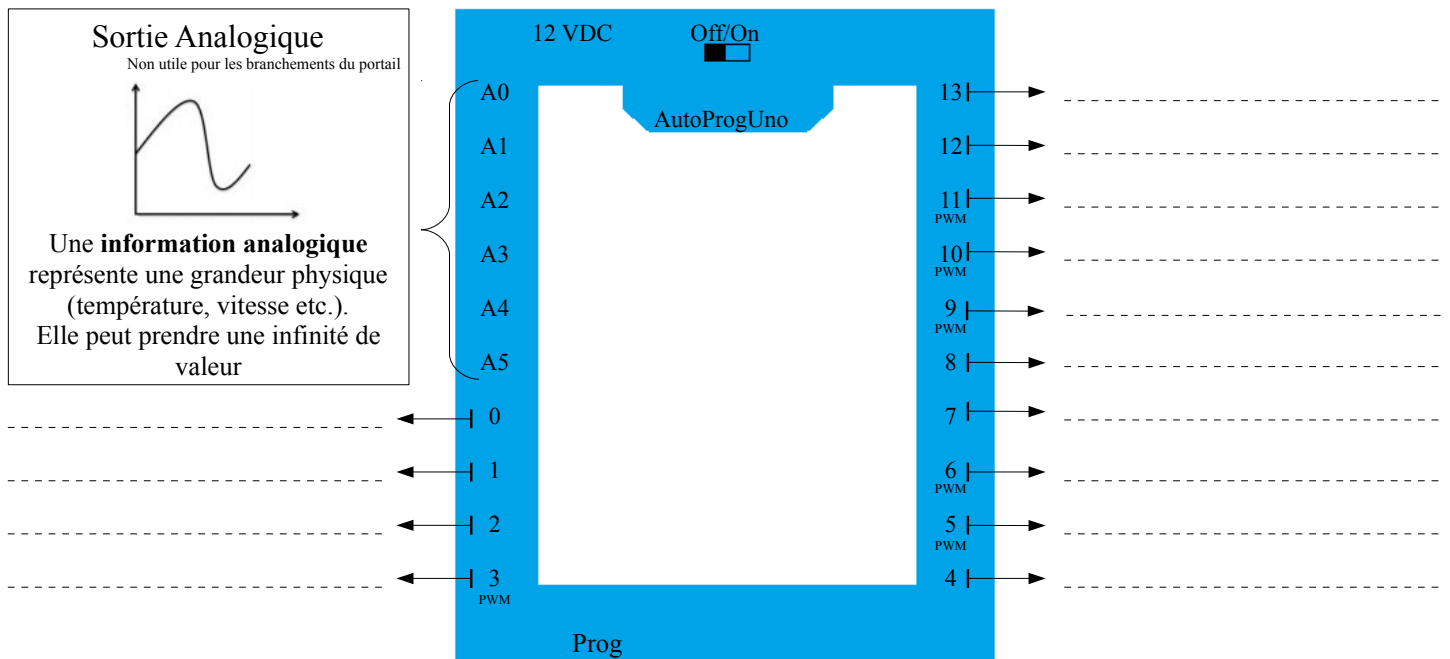 Sortie Analogique
Non utile pour les branchements du portail
Une information analogique
représente une grandeur physique
(température, vitesse etc.).
Elle peut prendre une infinité de
valeur
12 VDC
Off/On
AutoProgUno
A0
A1
A2
A3
A4
A5
0
1
2
3
PWM
13
12
11
PWM
10
PWM
9
PWM
8
7
6
PWM
5
PWM
4
Prog